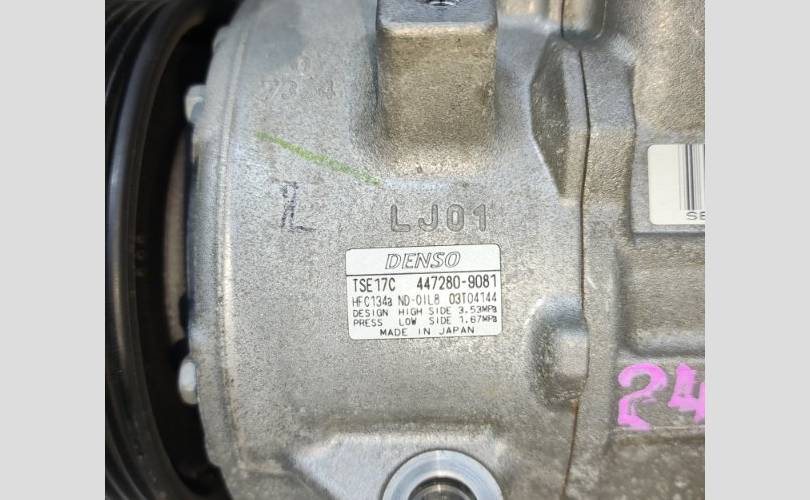 LJ01
DENSO
TSE17C 447280-9081
HFC134a ND-OIL8 03T04144
DESIGN HIGH SIDE 3.53MPa
PRESS LOW SIDE 1.67MPa
MADE IN JAPAN
24